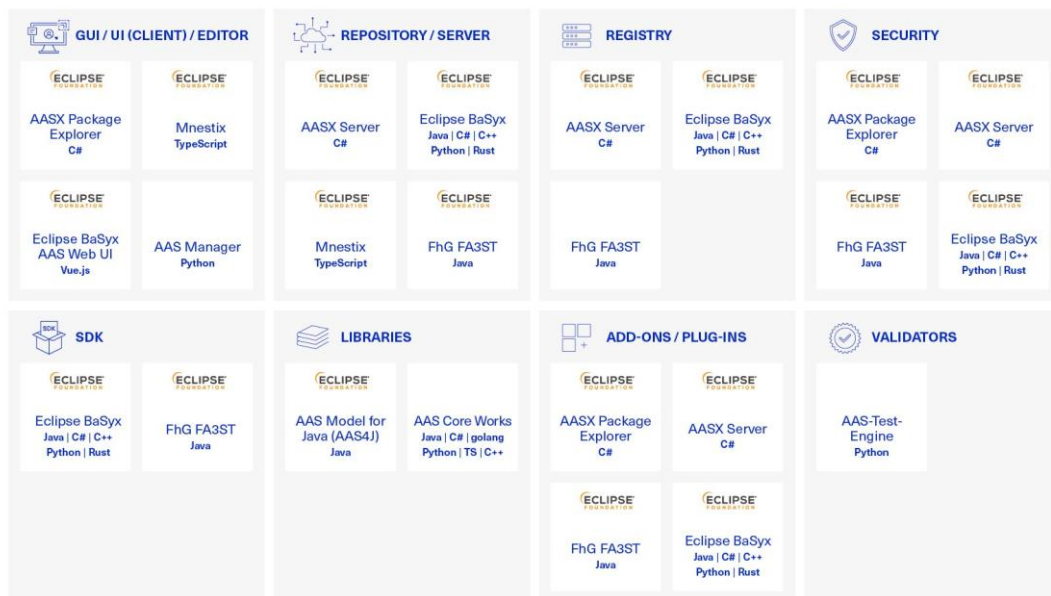 GUI / UI (CLIENT) / EDITOR
ECLIPSE
FOUNDATION
AASX Package
Explorer
C#
ECLIPSE
FOUNDATION
Mnestix
TypeScript
ECLIPSE
FOUNDATION
Eclipse BaSyx
AAS Web UI
Vue.js
ECLIPSE
FOUNDATION
AAS Manager
Python
REPOSITORY / SERVER
ECLIPSE
FOUNDATION
AASX Server
C#
ECLIPSE
FOUNDATION
Eclipse BaSyx
Java | C# | C++
Python | Rust
ECLIPSE
FOUNDATION
Mnestix
TypeScript
ECLIPSE
FOUNDATION
FhG FA3ST
Java
REGISTRY
ECLIPSE
FOUNDATION
AASX Server
C#
ECLIPSE
FOUNDATION
Eclipse BaSyx
Java | C# | C++
Python | Rust
FhG FA3ST
Java
SECURITY
ECLIPSE
FOUNDATION
AASX Package
Explorer
C#
ECLIPSE
FOUNDATION
AASX Server
C#
ECLIPSE
FOUNDATION
FhG FA3ST
Java
ECLIPSE
FOUNDATION
Eclipse BaSyx
Java | C# | C++
Python | Rust
SDK
SDK
ECLIPSE
FOUNDATION
Eclipse BaSyx
Java | C# | C++
Python | Rust
ECLIPSE
FOUNDATION
FhG FA3ST
Java
LIBRARIES
ECLIPSE
FOUNDATION
AAS Model for
Java (AAS4J)
Java
AAS Core Works
Java | C# | golang
Python | TS | C++
ADD-ONS / PLUG-INS
ECLIPSE
FOUNDATION
AASX Package
Explorer
C#
ECLIPSE
FOUNDATION
AASX Server
C#
ECLIPSE
FOUNDATION
FhG FA3ST
Java
ECLIPSE
FOUNDATION
Eclipse BaSyx
Java | C# | C++
Python | Rust
VALIDATORS
AAS-Test-
Engine
Python